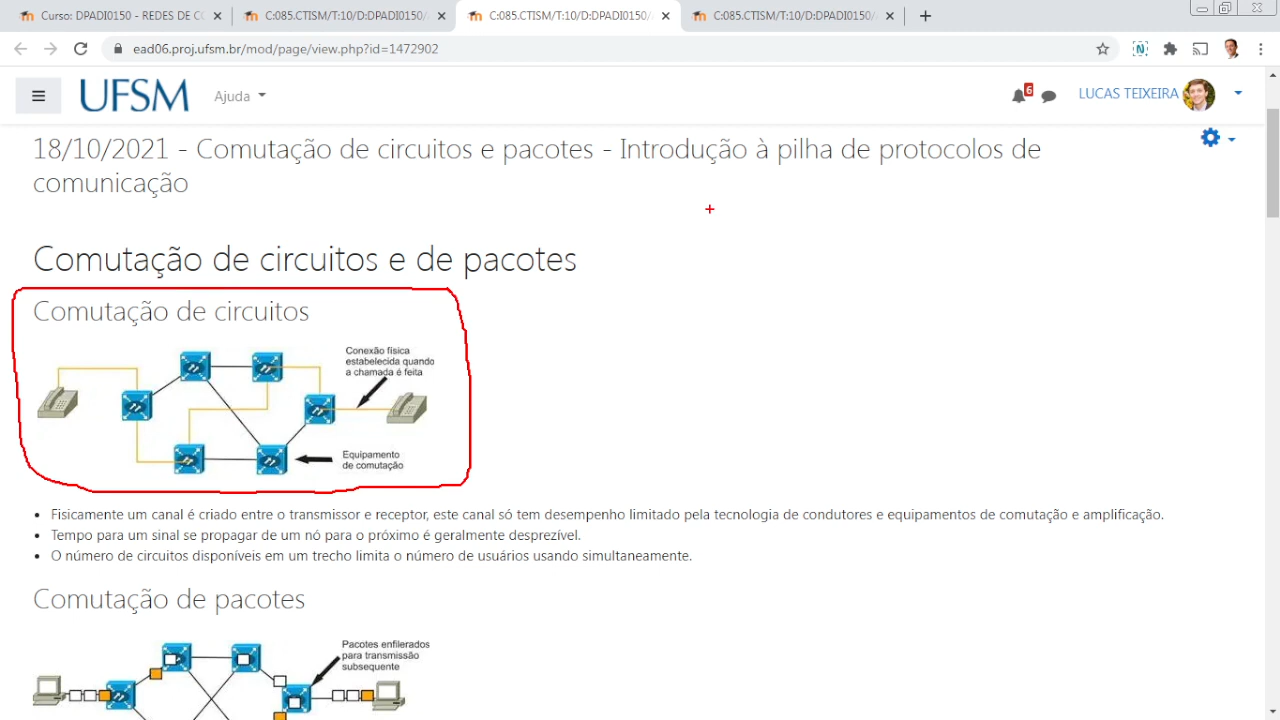 Curso: DPADI0150 - REDES DE CO
C:085.CTISM/T:10/D:DPADI0150/
C:085.CTISM/T:10/D:DPADI0150/
C:085.CTISM/T:10/D:DPADI0150/
ead06.proj.ufsm.br/mod/page/view.php?id=1472902
UFSM
Ajuda
6
LUCAS TEIXEIRA
18/10/2021 - Comutação de circuitos e pacotes - Introdução à pilha de protocolos de
comunicação
Comutação de circuitos e de pacotes
Comutação de circuitos
Conexão física
estabelecida quando
a chamada é feita
Equipamento
de comutação
• Fisicamente um canal é criado entre o transmissor e receptor, este canal só tem desempenho limitado pela tecnologia de condutores e equipamentos de comutação e amplificação.
• Tempo para um sinal se propagar de um nó para o próximo é geralmente desprezível.
• O número de circuitos disponíveis em um trecho limita o número de usuários usando simultaneamente.
Comutação de pacotes
Pacotes enfilerados
para transmissão
subsequente